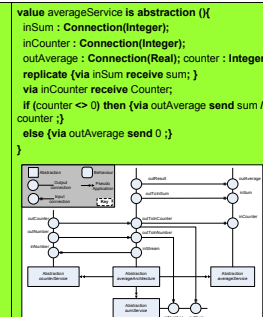 value averageService is abstraction (){
inSum : Connection(Integer);
inCounter : Connection(Integer);
outAverage : Connection(Real); counter : Integer
replicate {via inSum receive sum; }
via inCounter receive Counter;
if (counter <> 0) then {via outAverage send sum /
counter ;}
else {via outAverage send 0 ;}
}
Abstraction
Behaviour
Output
connection
Pseudo
Application
Input
connection
Key
outResult
outAverage
outToInSum
inSum
outCounter
outToInCounter
inCounter
outNumber
outToInNumber
inNumber
inStream
Abstraction
counterService
Abstraction
averageArchitecture
Abstraction
averageService
Abstraction
sumService